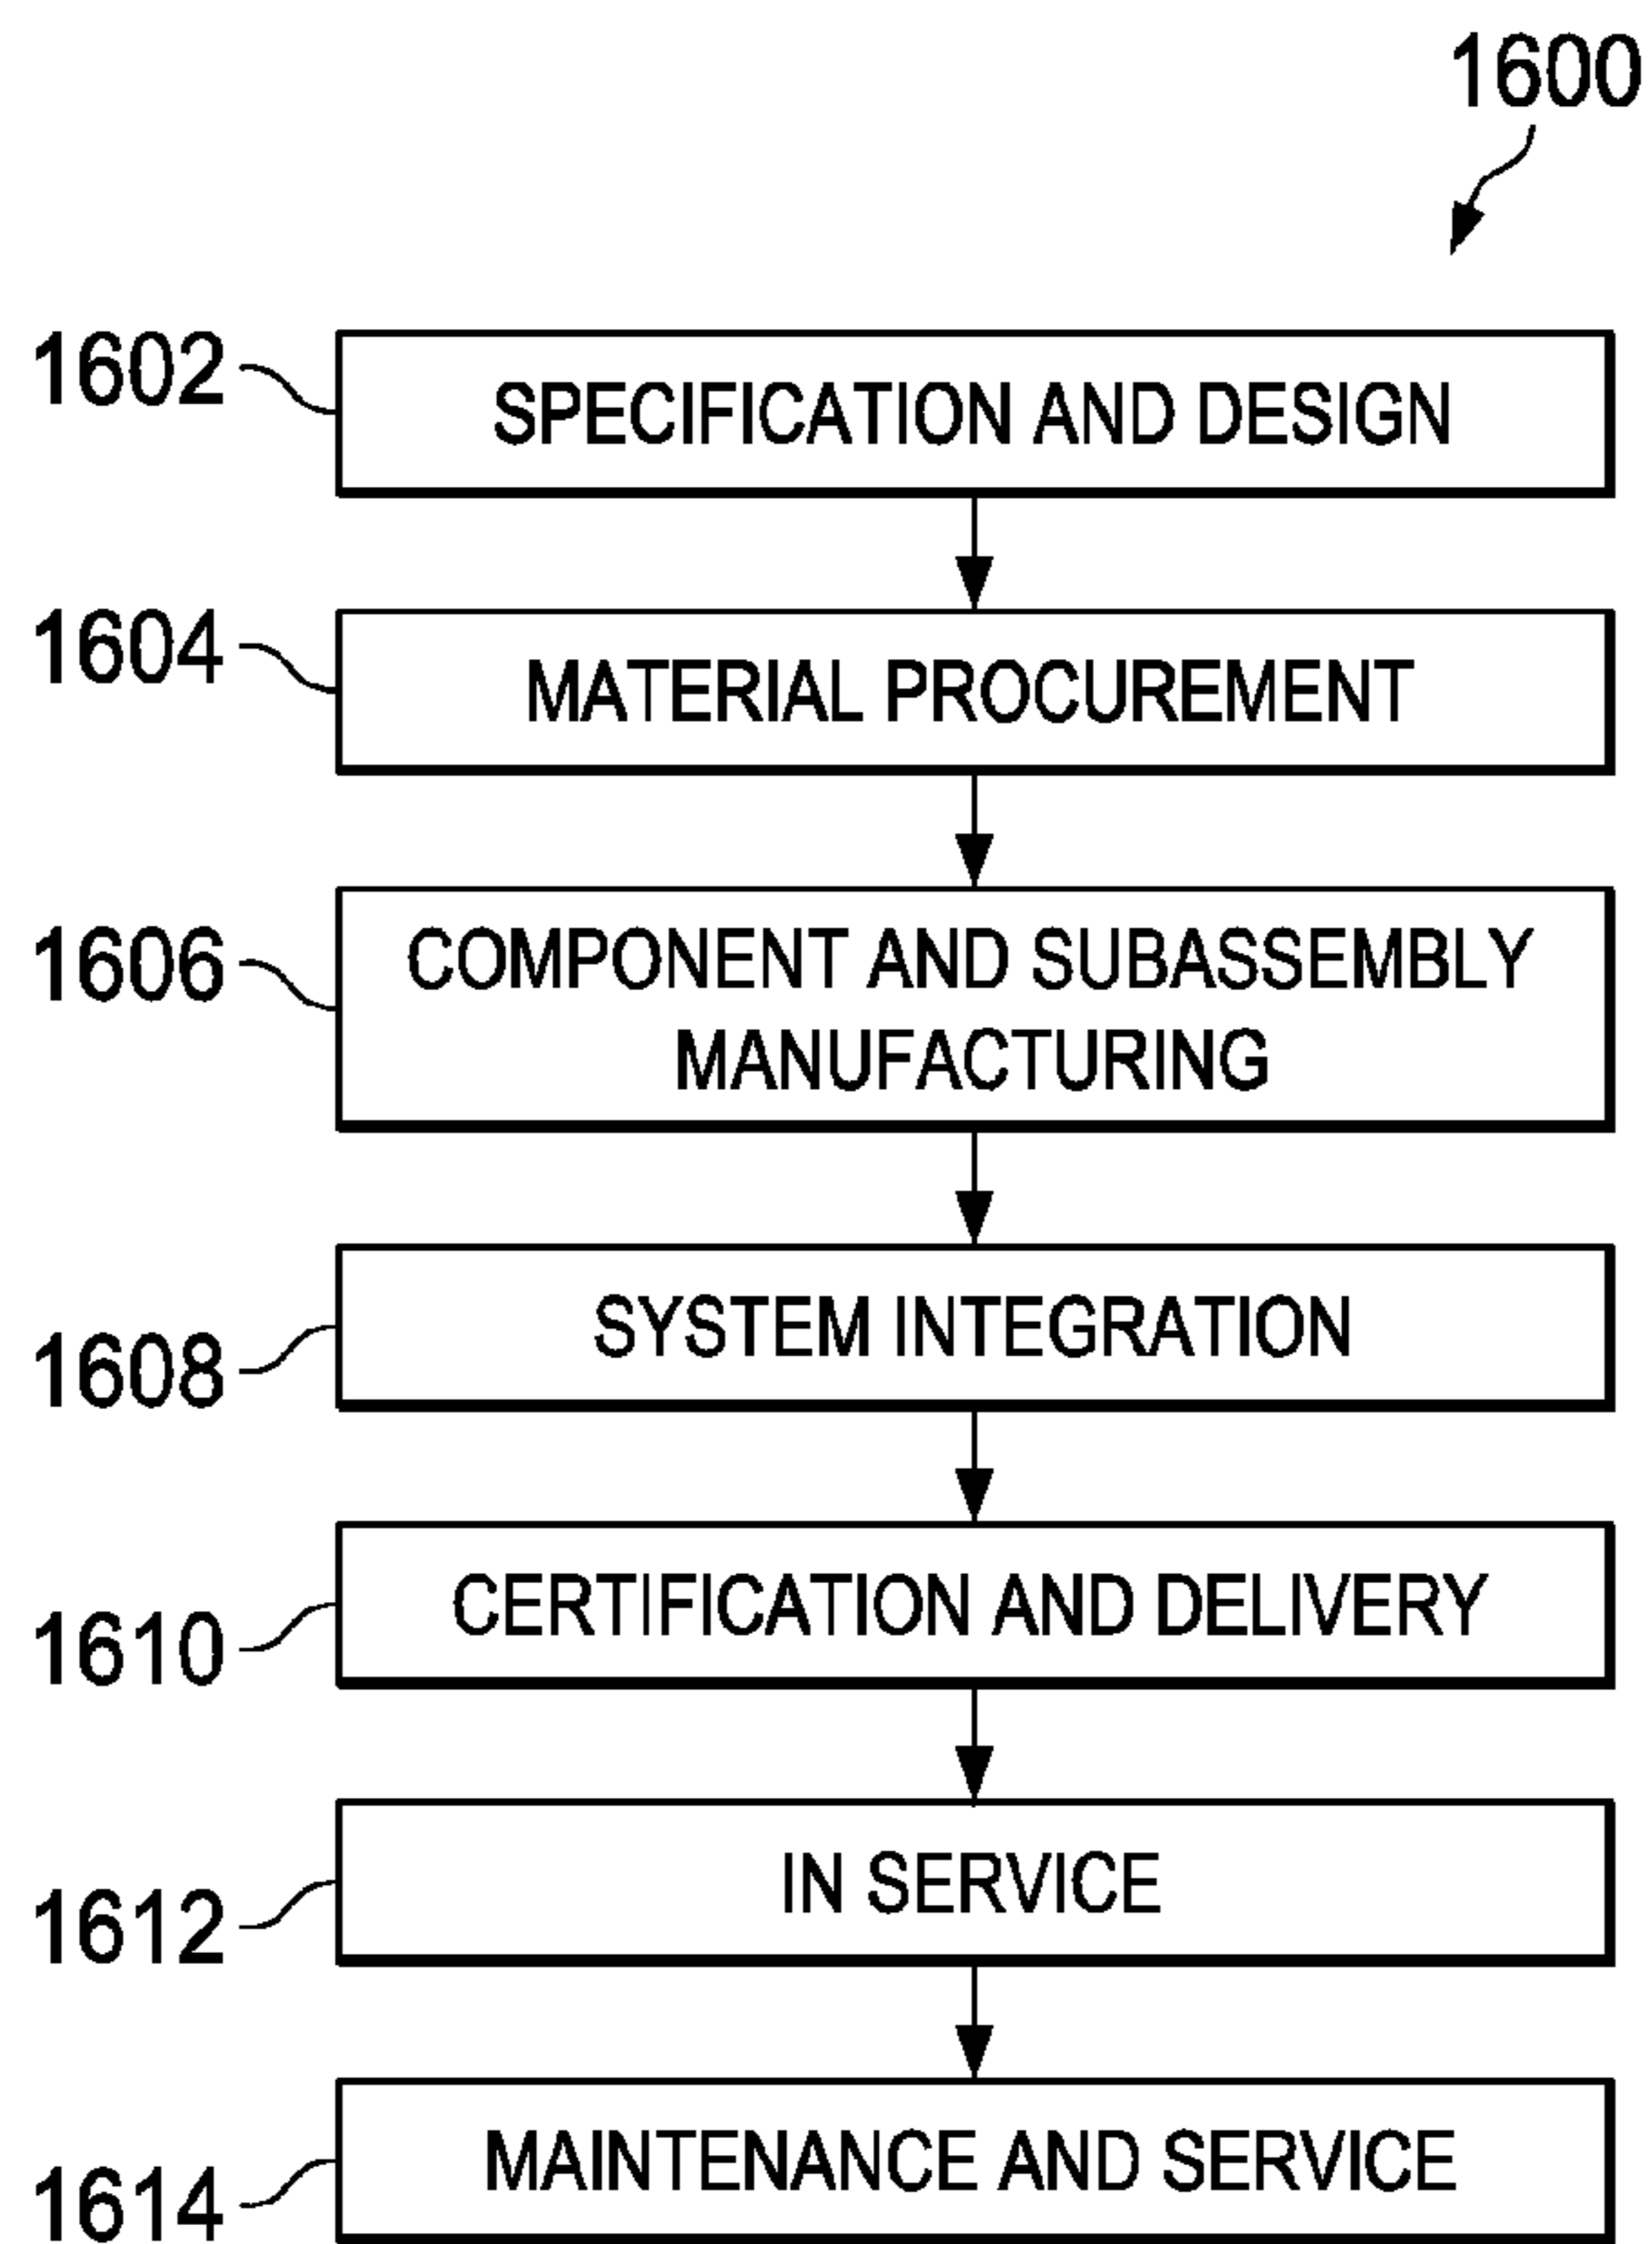 1600
1602
SPECIFICATION AND DESIGN
1604
MATERIAL PROCUREMENT
1606
COMPONENT AND SUBASSEMBLY
MANUFACTURING
1608
SYSTEM INTEGRATION
1610
CERTIFICATION AND DELIVERY
1612
IN SERVICE
1614
MAINTENANCE AND SERVICE